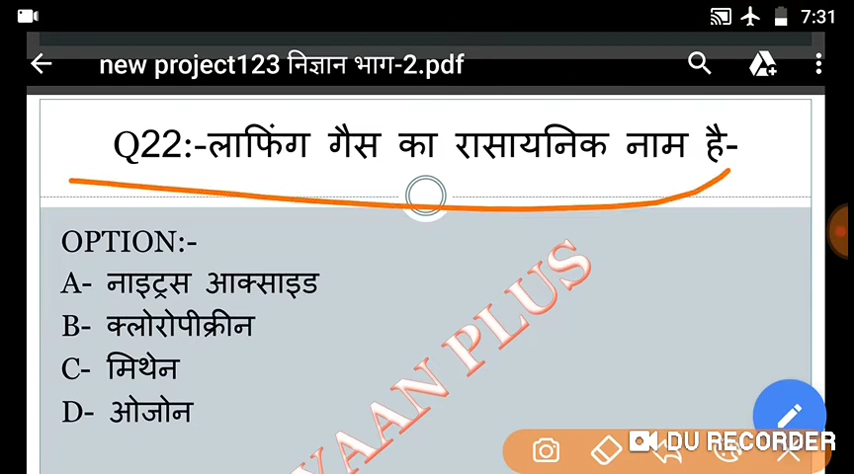 7:31
new project123 निज्ञान भाग-2.pdf
Q22:-लाफिंग गैस का रासायनिक नाम है-
OPTION:-
A- नाइट्रस आक्साइड
B- क्लोरोपीक्रीन
C- मिथेन
D- ओजोन
YAAN PLUS
DU RECORDER